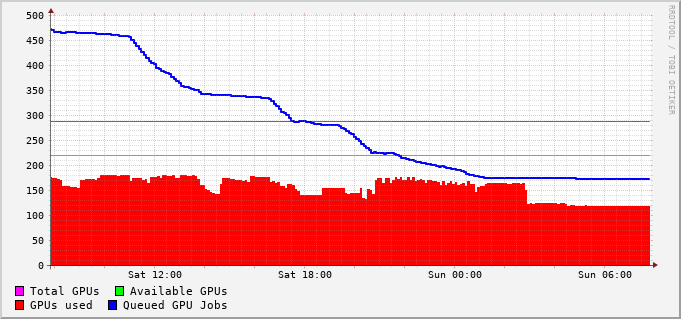 500
450
400
350
300
250
200
150
100
50
0
Sat 12:00 Sat 18:00 Sun 00:00 Sun 06:00
Total GPUs Available GPUs
GPUs used Queued GPU Jobs
RRDTOOL / TOBI OETIKER